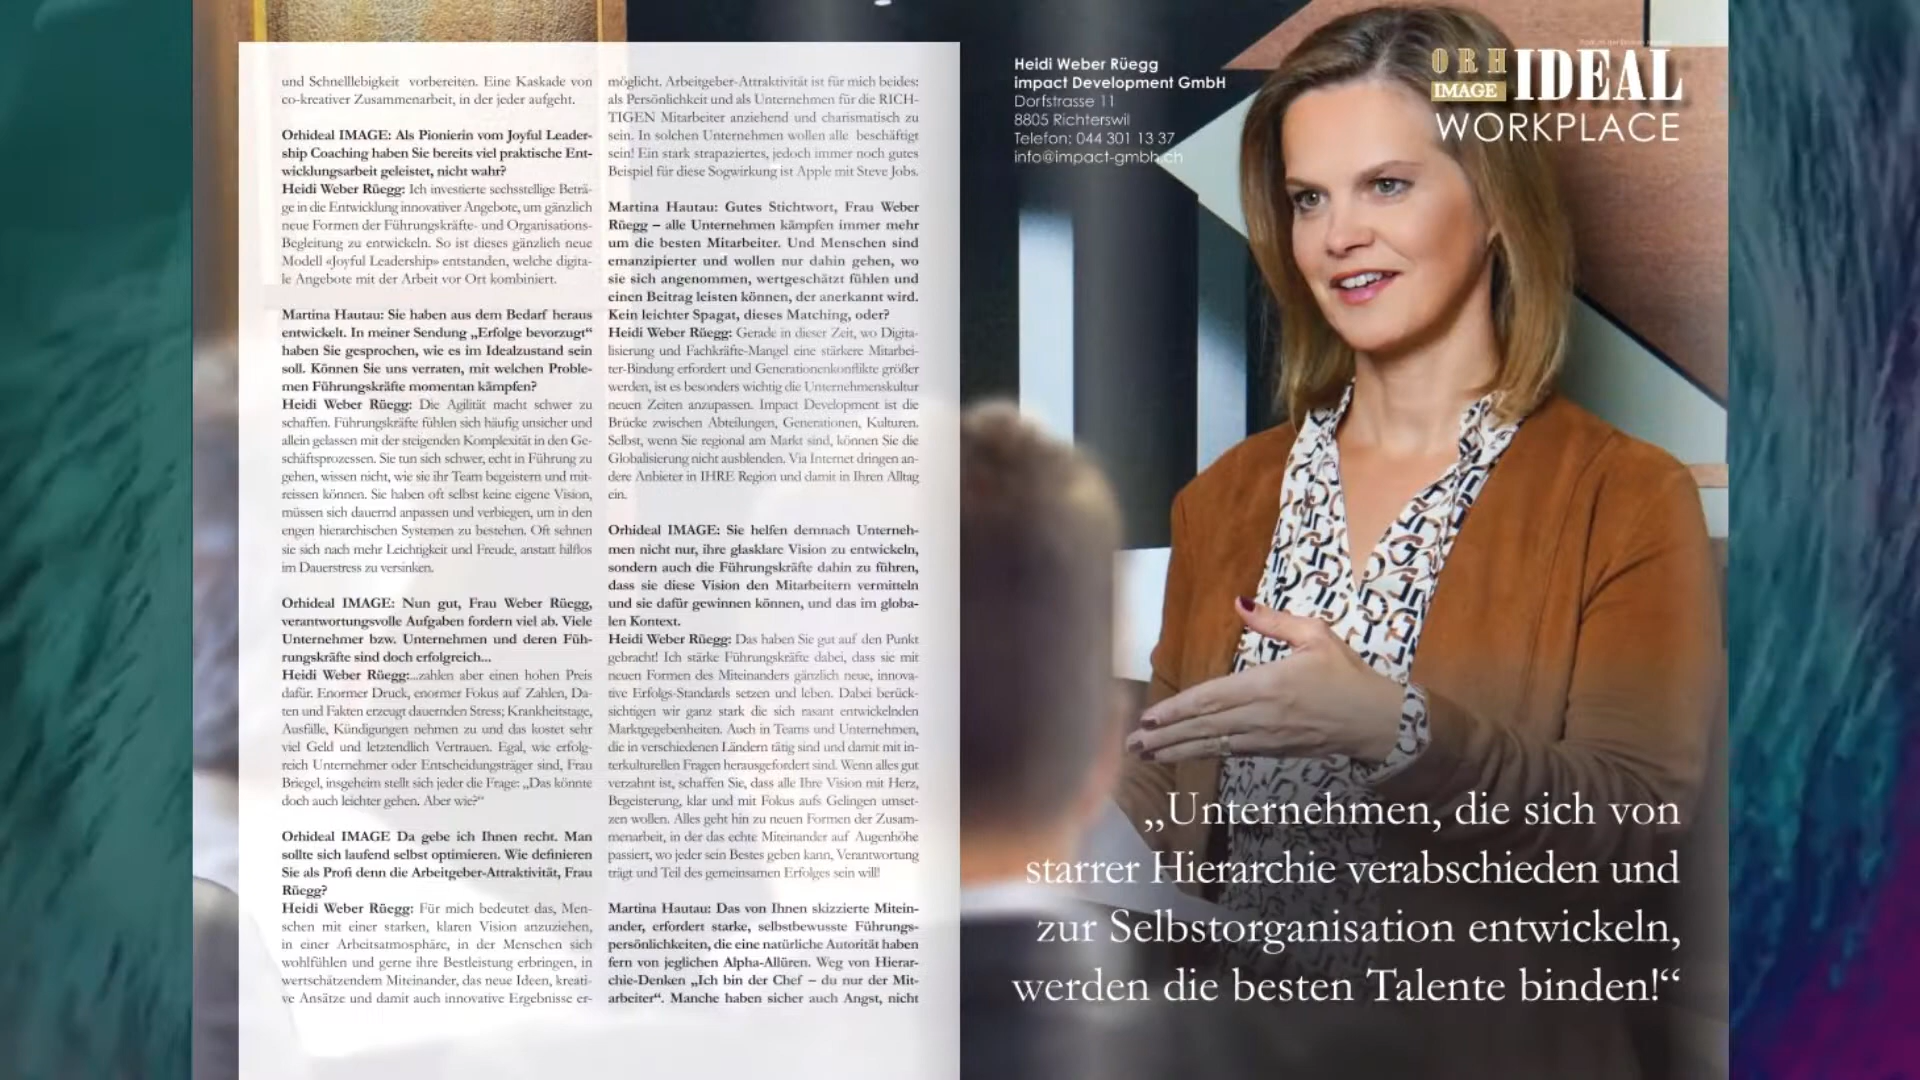 und Schnelllebigkeit vorbereiten. Eine Kaskade von
co-kreativer Zusammenarbeit, in der jeder aufgeht.
Orhideal IMAGE: Als Pionierin vom Joyful Leader-
ship Coaching haben Sie bereits viel praktische Ent-
wicklungsarbeit geleistet, nicht wahr?
Heidi Weber Rüegg: Ich investierte sechsstellige Beträ-
ge in die Entwicklung innovativer Angebote, um gänzlich
neue Formen der Führungskräfte- und Organisations-
Begleitung zu entwickeln. So ist dieses gänzlich neue
Modell «Joyful Leadership» entstanden, welche digita-
le Angebote mit der Arbeit vor Ort kombiniert.
Martina Hautau: Sie haben aus dem Bedarf heraus
entwickelt. In meiner Sendung „Erfolge bevorzugt“
haben Sie gesprochen, wie es im Idealzustand sein
soll. Können Sie uns verraten, mit welchen Proble-
men Führungskräfte momentan kämpfen?
Heidi Weber Rüegg: Die Agilität macht schwer zu
schaffen. Führungskräfte fühlen sich häufig unsicher und
allein gelassen mit der steigenden Komplexität in den Ge-
schäftsprozessen. Sie tun sich schwer, echt in Führung zu
gehen, wissen nicht, wie sie ihr Team begeistern und mit-
reissen können. Sie haben oft selbst keine eigene Vision,
müssen sich dauernd anpassen und verbiegen, um in den
engen hierarchischen Systemen zu bestehen. Oft sehnen
sie sich nach mehr Leichtigkeit und Freude, anstatt hilflos
im Dauerstress zu versinken.
Orhideal IMAGE: Nun gut, Frau Weber Rüegg,
verantwortungsvolle Aufgaben fordern viel ab. Viele
Unternehmer bzw. Unternehmen und deren Füh-
rungskräfte sind doch erfolgreich...
Heidi Weber Rüegg:...zahlen aber einen hohen Preis
dafür. Enormer Druck, enormer Fokus auf Zahlen, Da-
ten und Fakten erzeugt dauernden Stress; Krankheitstage,
Ausfälle, Kündigungen nehmen zu und das kostet sehr
viel Geld und letztendlich Vertrauen. Egal, wie erfolg-
reich Unternehmer oder Entscheidungsträger sind, Frau
Briegel, insgeheim stellt sich jeder die Frage: „Das könnte
doch auch leichter gehen. Aber wie?“
Orhideal IMAGE Da gebe ich Ihnen recht. Man
sollte sich laufend selbst optimieren. Wie definieren
Sie als Profi denn die Arbeitgeber-Attraktivität, Frau
Rüegg?
Heidi Weber Rüegg: Für mich bedeutet das, Men-
schen mit einer starken, klaren Vision anzuziehen,
in einer Arbeitsatmosphäre, in der Menschen sich
wohlfühlen und gerne ihre Bestleistung erbringen, in
wertschätzendem Miteinander, das neue Ideen, kreati-
ve Ansätze und damit auch innovative Ergebnisse er-
möglicht. Arbeitgeber-Attraktivität ist für mich beides:
als Persönlichkeit und als Unternehmen für die RICH-
TIGEN Mitarbeiter anziehend und charismatisch zu
sein. In solchen Unternehmen wollen alle beschäftigt
sein! Ein stark strapaziertes, jedoch immer noch gutes
Beispiel für diese Sogwirkung ist Apple mit Steve Jobs.
Martina Hautau: Gutes Stichwort, Frau Weber
Rüegg – alle Unternehmen kämpfen immer mehr
um die besten Mitarbeiter. Und Menschen sind
emanzipierter und wollen nur dahin gehen, wo
sie sich angenommen, wertgeschätzt fühlen und
einen Beitrag leisten können, der anerkannt wird.
Kein leichter Spagat, dieses Matching, oder?
Heidi Weber Rüegg: Gerade in dieser Zeit, wo Digita-
lisierung und Fachkräfte-Mangel eine stärkere Mitarbei-
ter-Bindung erfordert und Generationenkonflikte größer
werden, ist es besonders wichtig die Unternehmenskultur
neuen Zeiten anzupassen. Impact Development ist die
Brücke zwischen Abteilungen, Generationen, Kulturen.
Selbst, wenn Sie regional am Markt sind, können Sie die
Globalisierung nicht ausblenden. Via Internet dringen an-
dere Anbieter in IHRE Region und damit in Ihren Alltag
ein.
Orhideal IMAGE: Sie helfen demnach Unterneh-
men nicht nur, ihre glasklare Vision zu entwickeln,
sondern auch die Führungskräfte dahin zu führen,
dass sie diese Vision den Mitarbeitern vermitteln
und sie dafür gewinnen können, und das im globa-
len Kontext.
Heidi Weber Rüegg: Das haben Sie gut auf den Punkt
gebracht! Ich stärke Führungskräfte dabei, dass sie mit
neuen Formen des Miteinanders gänzlich neue, innova-
tive Erfolgs-Standards setzen und leben. Dabei berück-
sichtigen wir ganz stark die sich rasant entwickelnden
Marktgegebenheiten. Auch in Teams und Unternehmen,
die in verschiedenen Ländern tätig sind und damit mit in-
terkulturellen Fragen herausgefordert sind. Wenn alles gut
verzahnt ist, schaffen Sie, dass alle Ihre Vision mit Herz,
Begeisterung, klar und mit Fokus aufs Gelingen umset-
zen wollen. Alles geht hin zu neuen Formen der Zusam-
menarbeit, in der das echte Miteinander auf Augenhöhe
passiert, wo jeder sein Bestes geben kann, Verantwortung
trägt und Teil des gemeinsamen Erfolges sein will!
Martina Hautau: Das von Ihnen skizzierte Mitein-
ander, erfordert starke, selbstbewusste Führungs-
persönlichkeiten, die eine natürliche Autorität haben
fern von jeglichen Alpha-Allüren. Weg von Hierar-
chie-Denken „Ich bin der Chef – du nur der Mit-
arbeiter“. Manche haben sicher auch Angst, nicht
Heidi Weber Rüegg
impact Development GmbH
Dorfstrasse 11
8805 Richterswil
Telefon: 044 301 13 37
info@impact-gmbh.ch
ORH IDEAL
IMAGE
WORKPLACE
„Unternehmen, die sich von
starrer Hierarchie verabschieden und
zur Selbstorganisation entwickeln,
werden die besten Talente binden!“